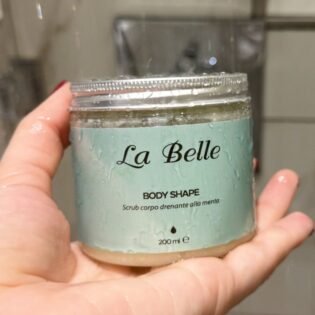 La Belle
BODY SHAPE
Scrub corpo drenante alla menta
200 ml ℮